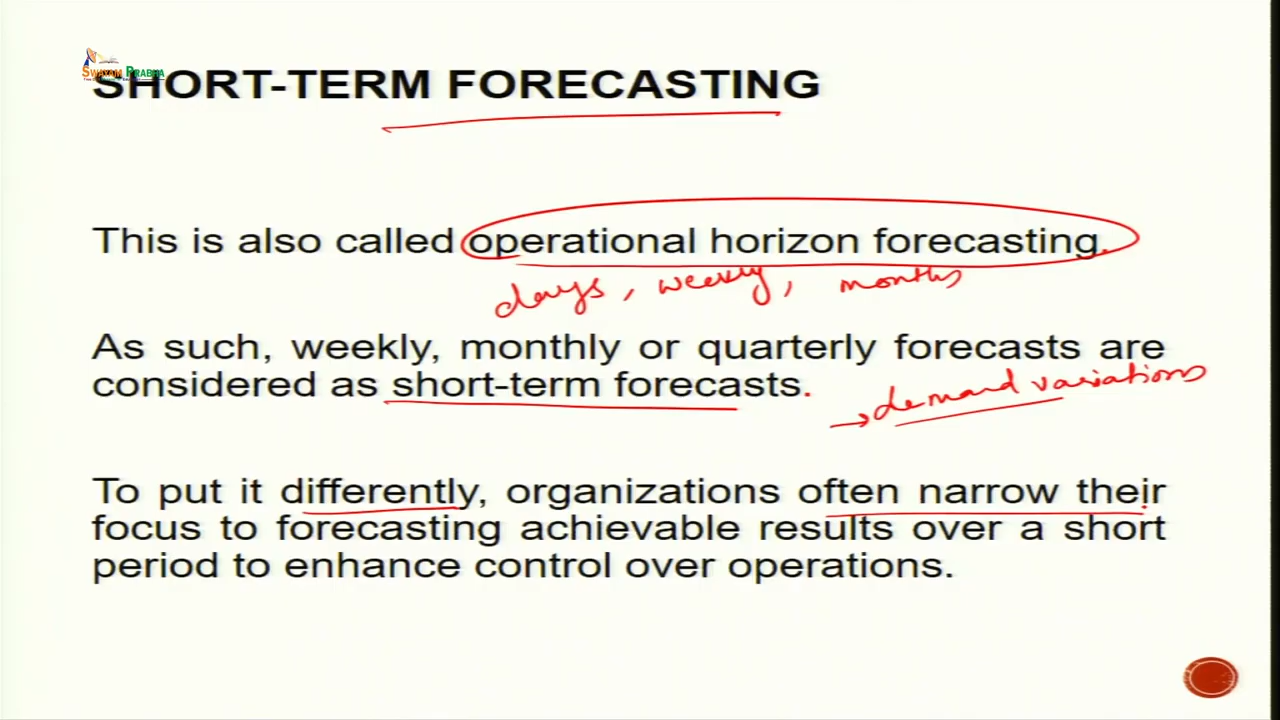 SWAYAM PRABHA
SHORT-TERM FORECASTING
This is also called operational horizon forecasting.
days, weekly, months
As such, weekly, monthly or quarterly forecasts are
considered as short-term forecasts.
→ demand variations
To put it differently, organizations often narrow their
focus to forecasting achievable results over a short
period to enhance control over operations.